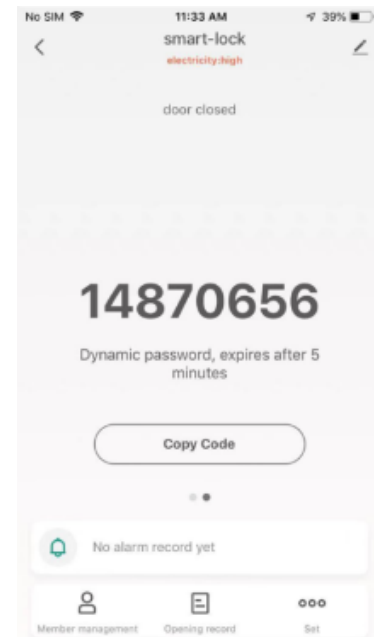 No SIM 11:33 AM 39%
smart-lock
electricity:high
door closed
14870656
Dynamic password, expires after 5
minutes
Copy Code
No alarm record yet
Member management Opening record Set